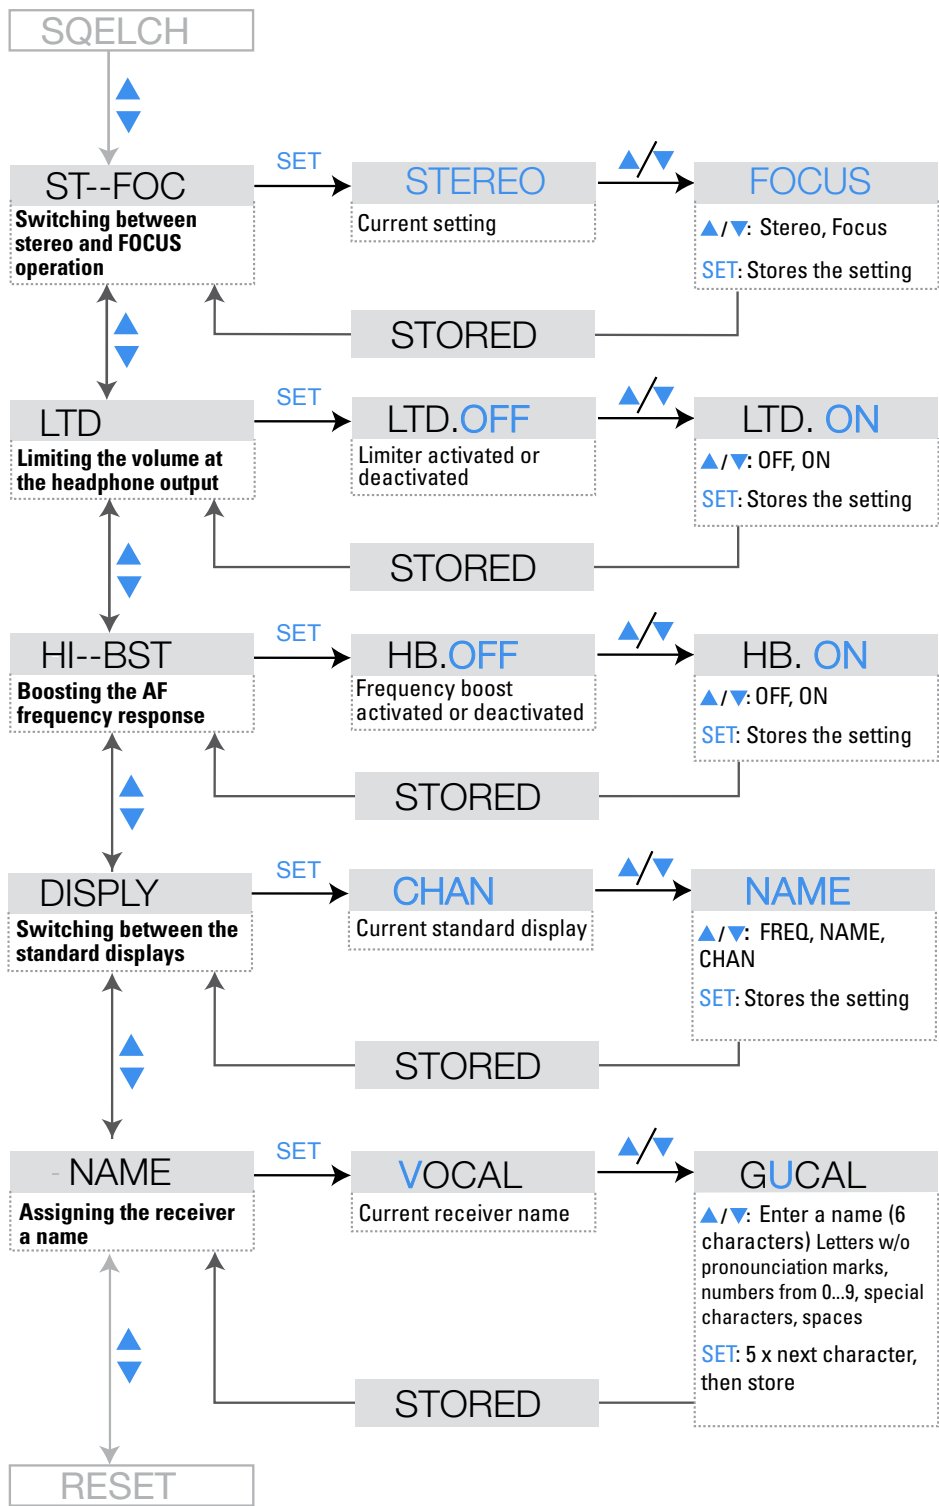 SQELCH
SET
ST--FOC
STEREO
FOCUS
Switching between
stereo and FOCUS
operation
Current setting
▲/▼: Stereo, Focus
SET: Stores the setting
STORED
SET
LTD
LTD.OFF
LTD. ON
Limiting the volume at
the headphone output
Limiter activated or
deactivated
▲/▼: OFF, ON
SET: Stores the setting
STORED
SET
HI--BST
HB.OFF
HB. ON
Boosting the AF
frequency response
Frequency boost
activated or deactivated
▲/▼: OFF, ON
SET: Stores the setting
STORED
SET
DISPLY
CHAN
NAME
Switching between the
standard displays
Current standard display
▲/▼: FREQ, NAME,
CHAN
SET: Stores the setting
STORED
SET
- NAME
VOCAL
GUCAL
Assigning the receiver
a name
Current receiver name
▲/▼: Enter a name (6
characters) Letters w/o
pronounciation marks,
numbers from 0...9, special
characters, spaces
SET: 5 x next character,
then store
STORED
RESET